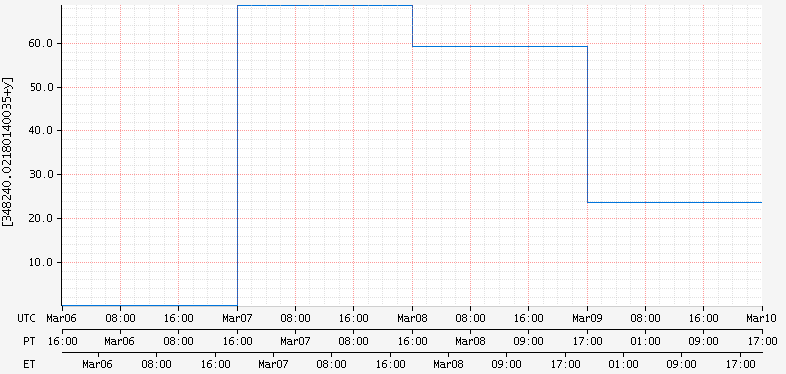 60.0
50.0
40.0
30.0
20.0
10.0
[348240.02180140035+y]
UTC Mar06 08:00 16:00 Mar07 08:00 16:00 Mar08 08:00 16:00 Mar09 08:00 16:00 Mar10
PT 16:00 Mar06 08:00 16:00 Mar07 08:00 16:00 Mar08 09:00 17:00 01:00 09:00 17:00
ET Mar06 08:00 16:00 Mar07 08:00 16:00 Mar08 09:00 17:00 01:00 09:00 17:00